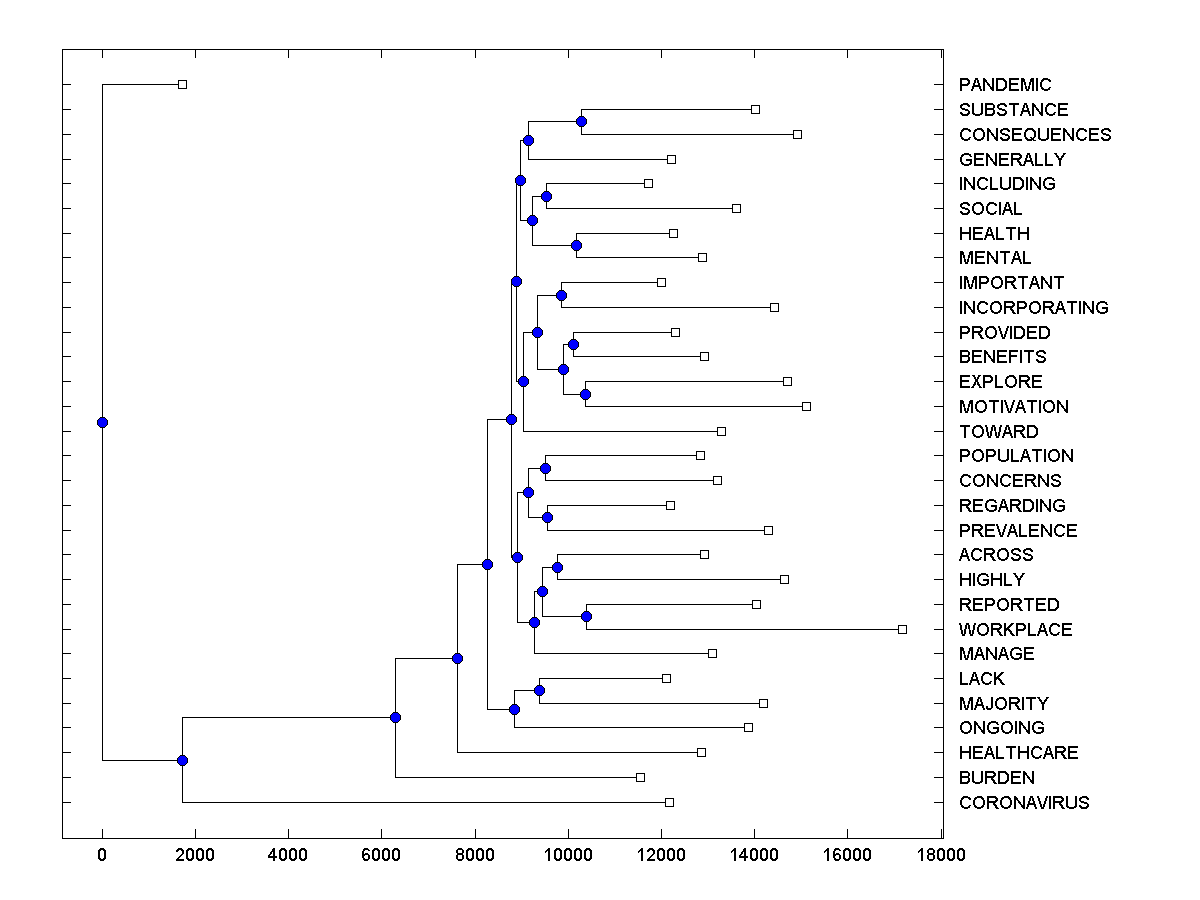 PANDEMIC
SUBSTANCE
CONSEQUENCES
GENERALLY
INCLUDING
SOCIAL
HEALTH
MENTAL
IMPORTANT
INCORPORATING
PROVIDED
BENEFITS
EXPLORE
MOTIVATION
TOWARD
POPULATION
CONCERNS
REGARDING
PREVALENCE
ACROSS
HIGHLY
REPORTED
WORKPLACE
MANAGE
LACK
MAJORITY
ONGOING
HEALTHCARE
BURDEN
CORONAVIRUS
0 2000 4000 6000 8000 10000 12000 14000 16000 18000